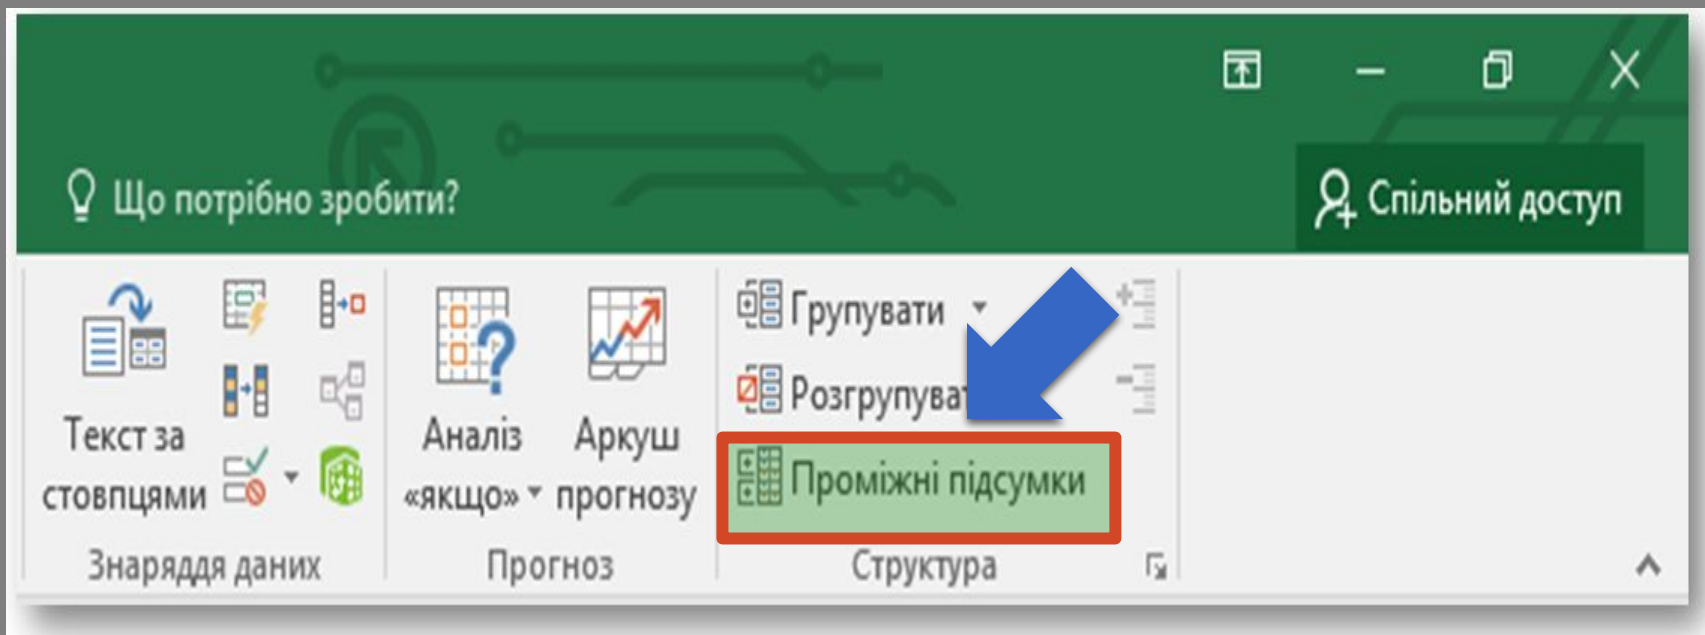 Що потрібно зробити?
Спільний доступ
Текст за
стовпцями
Знаряддя даних
Аналіз
«якщо»
Аркуш
прогнозу
Прогноз
Групувати
Розгрупува
Проміжні підсумки
Структура